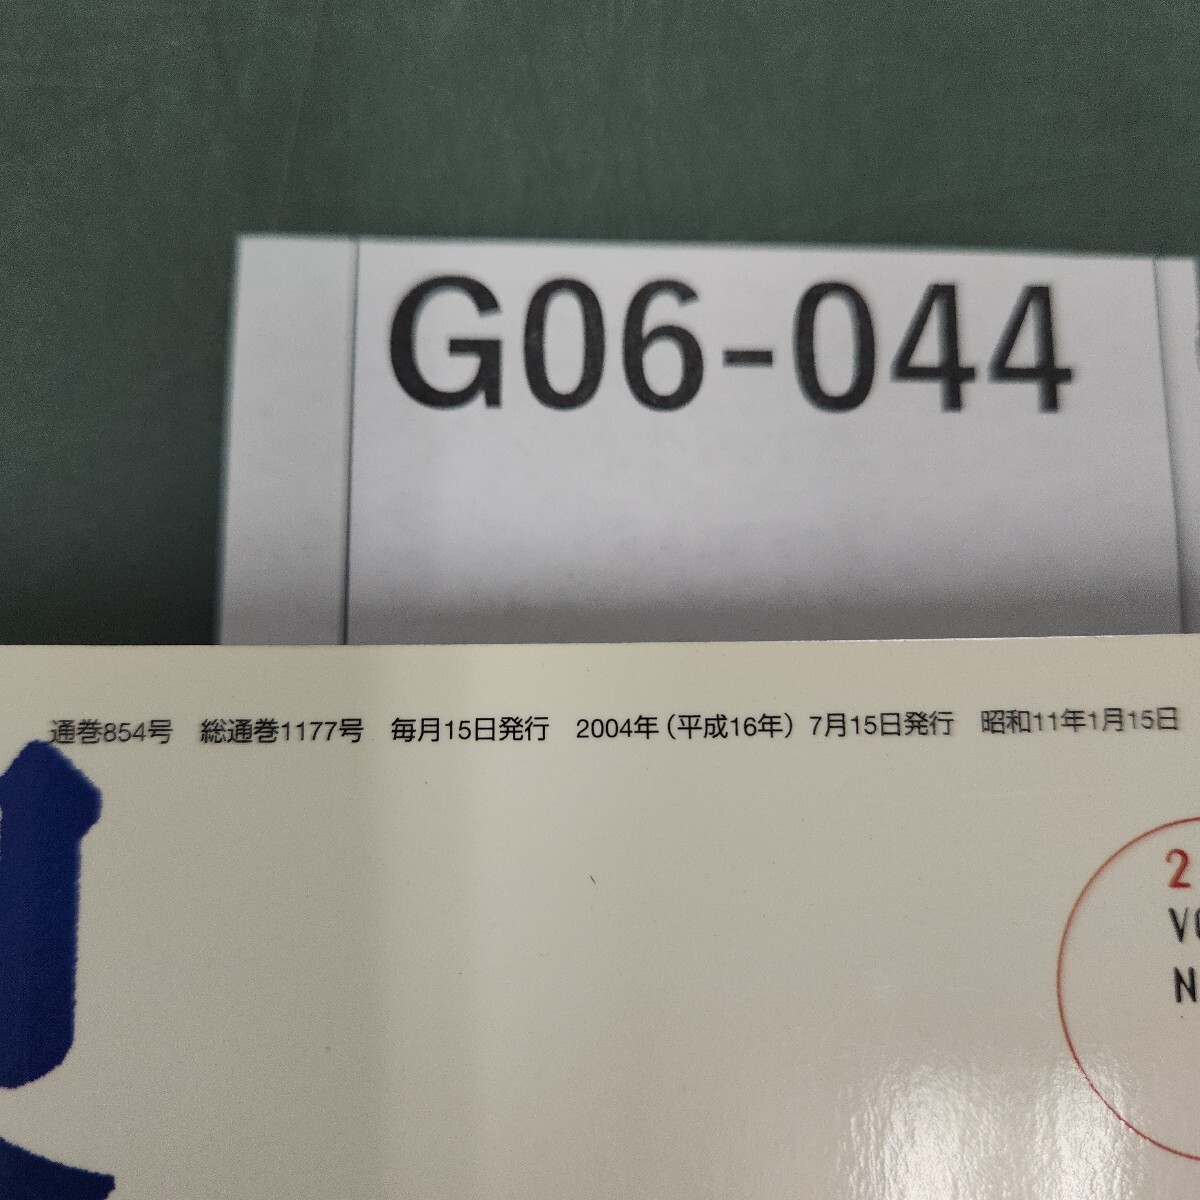 G06-044
通巻854号　総通巻1177号　毎月15日発行　2004年（平成16年）7月15日発行　昭和11年1月15日
2